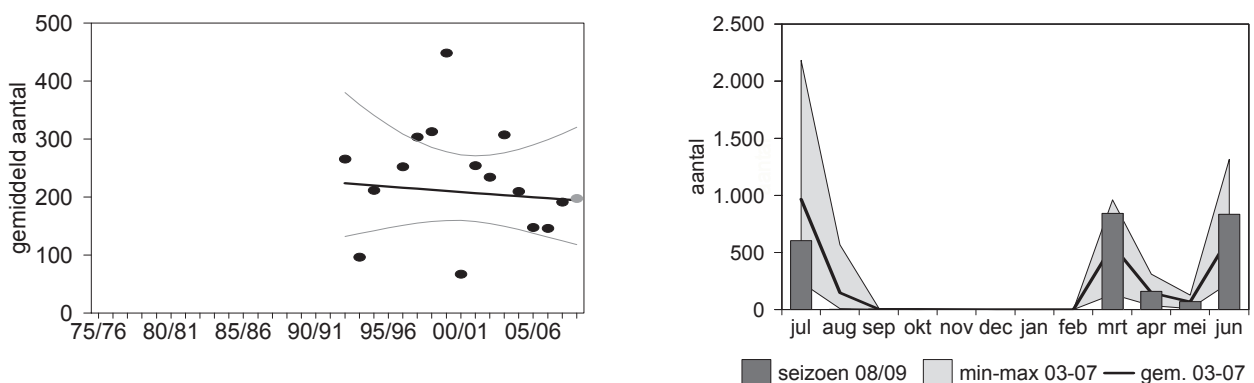 gemiddeld aantal
500
400
300
200
100
0
75/76 80/81 85/86 90/91 95/96 00/01 05/06
aantal
2.500
2.000
1.500
1.000
500
0
jul aug sep okt nov dec jan feb mrt apr mei jun
seizoen 08/09 min-max 03-07 gem. 03-07